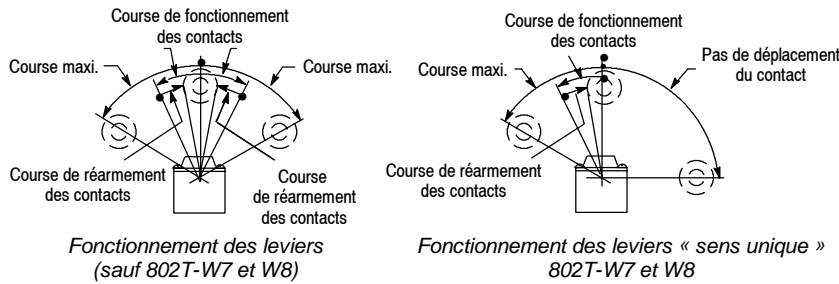 Course de fonctionnement
des contacts
Course maxi.
Course maxi.
Course de réarmement
des contacts
Course
de réarmement
des contacts
Fonctionnement des leviers
(sauf 802T-W7 et W8)
Course de fonctionnement
des contacts
Course maxi.
Pas de déplacement
du contact
Course de réarmement
des contacts
Fonctionnement des leviers « sens unique »
802T-W7 et W8